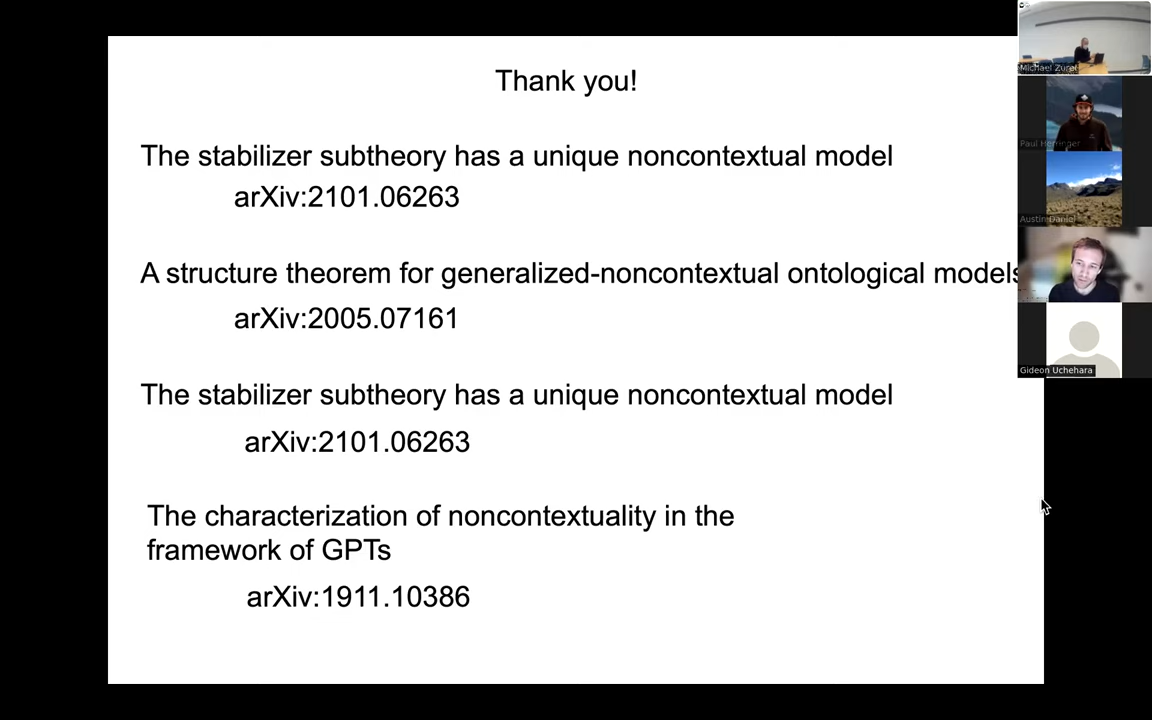 Thank you!
The stabilizer subtheory has a unique noncontextual model
arXiv:2101.06263
A structure theorem for generalized-noncontextual ontological models
arXiv:2005.07161
The stabilizer subtheory has a unique noncontextual model
arXiv:2101.06263
The characterization of noncontextuality in the
framework of GPTs
arXiv:1911.10386
Michael Zurel
Paul Herringer
Austin Daniel
Gideon Uchehara